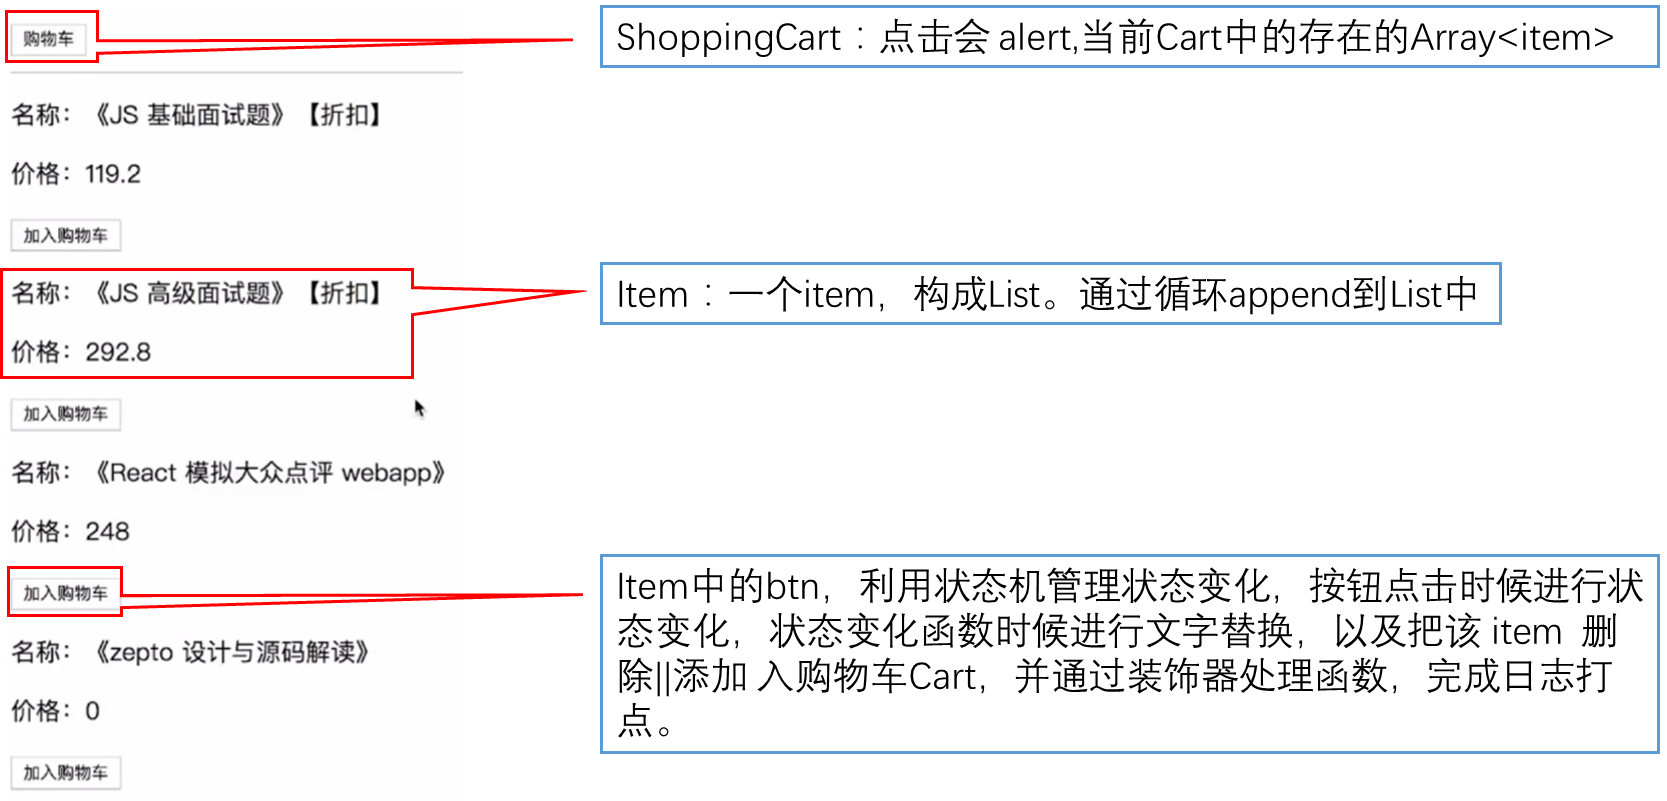 购物车
ShoppingCart：点击会 alert,当前Cart中的存在的Array<item>
名称：《JS 基础面试题》【折扣】
价格：119.2
加入购物车
名称：《JS 高级面试题》【折扣】
价格：292.8
Item：一个item，构成List。通过循环append到List中
加入购物车
名称：《React 模拟大众点评 webapp》
价格：248
加入购物车
Item中的btn，利用状态机管理状态变化，按钮点击时候进行状
态变化，状态变化函数时候进行文字替换，以及把该 item 删
除||添加 入购物车Cart，并通过装饰器处理函数，完成日志打
点。
名称：《zepto 设计与源码解读》
价格：0
加入购物车